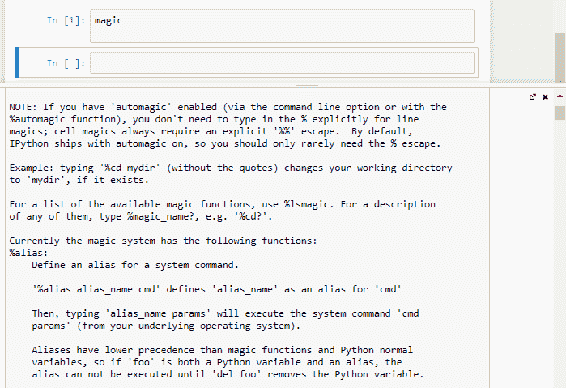 In [1]: magic
In [ ]:
NOTE: If you have 'automagic' enabled (via the command line option or with the
%automagic function), you don't need to type in the % explicitly for line
magics; cell magics always require an explicit '%%' escape. By default,
IPython ships with automagic on, so you should only rarely need the % escape.
Example: typing '%cd mydir' (without the quotes) changes your working directory
to 'mydir', if it exists.
For a list of the available magic functions, use %lsmagic. For a description
of any of them, type %magic_name?, e.g. '%cd?'.
Currently the magic system has the following functions:
%alias:
Define an alias for a system command.
'%alias alias_name cmd' defines 'alias_name' as an alias for 'cmd'
Then, typing 'alias_name params' will execute the system command 'cmd
params' (from your underlying operating system).
Aliases have lower precedence than magic functions and Python normal
variables, so if 'foo' is both a Python variable and an alias, the
alias can not be executed until 'del foo' removes the Python variable.